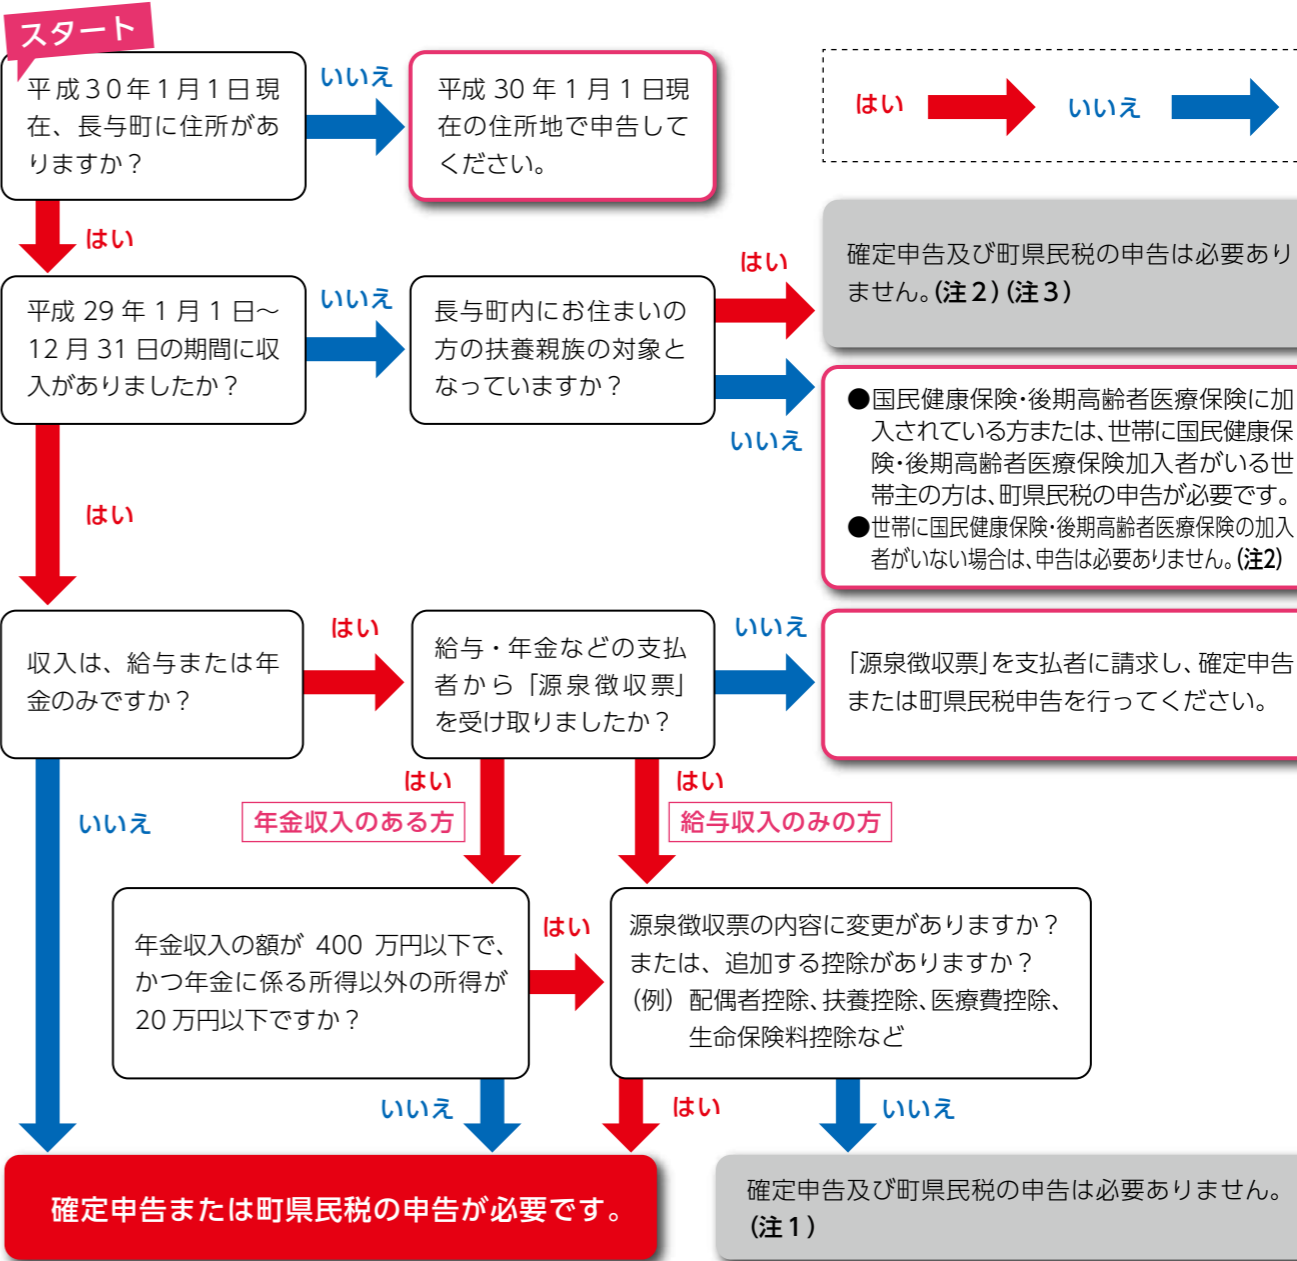 スタート
平成30年1月1日現
在、長与町に住所があ
りますか？
いいえ
平成 30 年 1 月 1 日現
在の住所地で申告して
ください。
はい
いいえ
はい
平成 29 年 1 月 1 日〜
12 月 31 日の期間に収
入がありましたか？
いいえ
長与町内にお住まいの
方の扶養親族の対象と
なっていますか？
はい
確定申告及び町県民税の申告は必要あり
ません。(注２)(注３)
いいえ
●国民健康保険・後期高齢者医療保険に加
入されている方または、世帯に国民健康保
険・後期高齢者医療保険加入者がいる世
帯主の方は、町県民税の申告が必要です。
●世帯に国民健康保険・後期高齢者医療保険の加入
者がいない場合は、申告は必要ありません。(注2)
はい
収入は、給与または年
金のみですか？
はい
給与・年金などの支払
者から「源泉徴収票」
を受け取りましたか？
いいえ
「源泉徴収票」を支払者に請求し、確定申告
または町県民税申告を行ってください。
いいえ
はい
年金収入のある方
はい
給与収入のみの方
年金収入の額が 400 万円以下で、
かつ年金に係る所得以外の所得が
20 万円以下ですか？
はい
源泉徴収票の内容に変更がありますか？
または、追加する控除がありますか？
（例）配偶者控除、扶養控除、医療費控除、
生命保険料控除など
いいえ
はい
いいえ
確定申告または町県民税の申告が必要です。
確定申告及び町県民税の申告は必要ありません。
(注１)